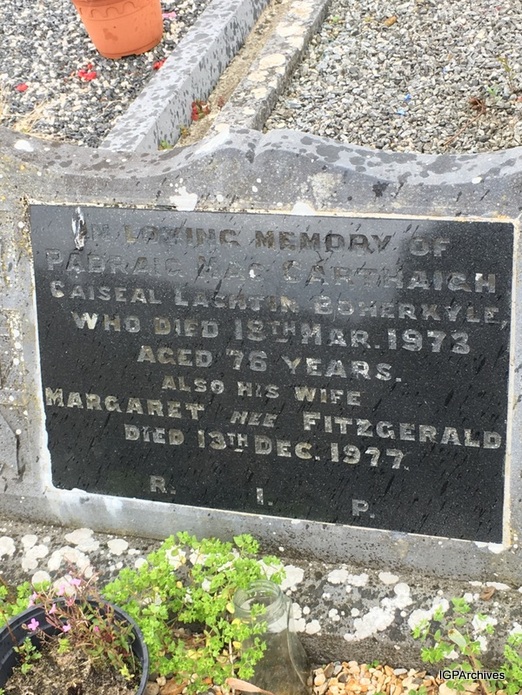 IN LOVING MEMORY OF
PÁDRAIG MAC CARTHAIGH
CAISEAL LACHTIN BOHERKYLE,
WHO DIED 18TH MAR. 1973
AGED 76 YEARS.
ALSO HIS WIFE
MARGARET NEE FITZGERALD
DIED 13TH DEC. 1977.
R. I. P.
IGPArchives